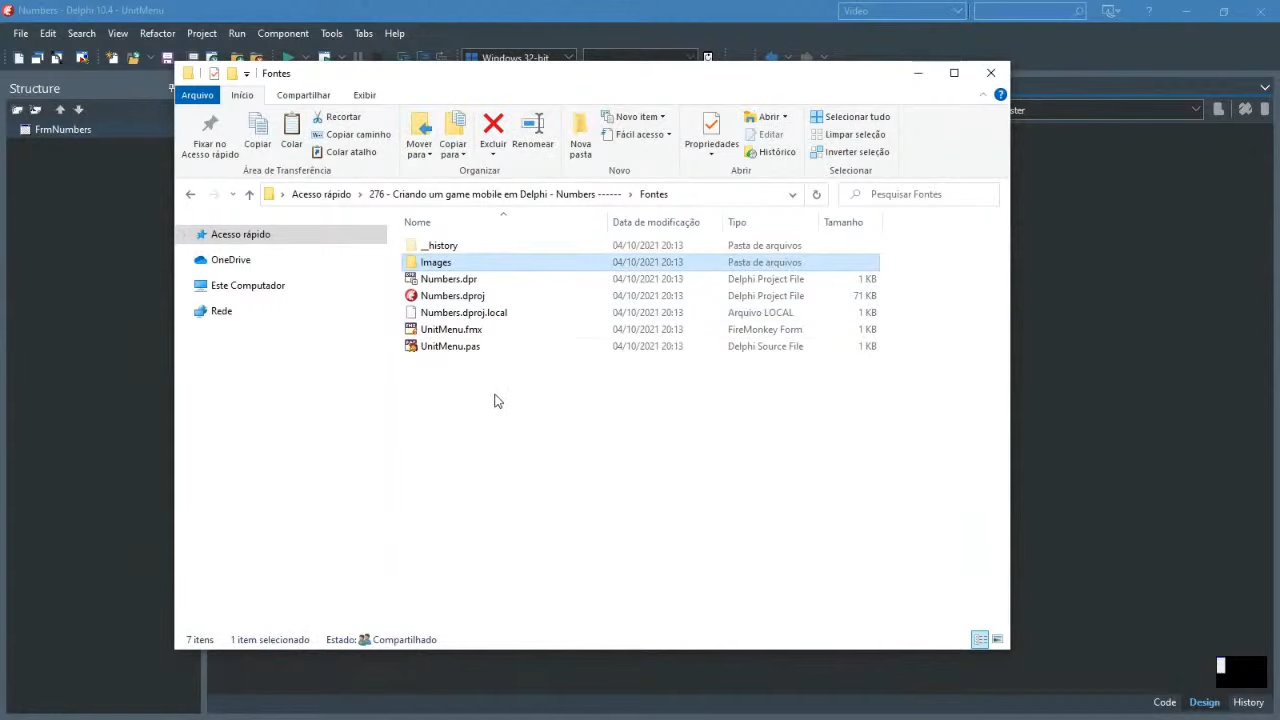 Numbers - Delphi 10.4 - UnitMenu
Video
File Edit Search View Refactor Project Run Component Tools Tabs Help
Windows 32-bit
Structure
FrmNumbers
Fontes
Arquivo Início Compartilhar Exibir
Fixar no Acesso rápido
Copiar
Colar
Recortar
Copiar caminho
Colar atalho
Área de Transferência
Mover para
Copiar para
Excluir
Renomear
Organizar
Nova pasta
Novo item
Fácil acesso
Novo
Propriedades
Abrir
Editar
Histórico
Abrir
Selecionar tudo
Limpar seleção
Inverter seleção
Selecionar
Acesso rápido > 276 - Criando um game mobile em Delphi - Numbers ------ > Fontes
Pesquisar Fontes
Acesso rápido
OneDrive
Este Computador
Rede
Nome Data de modificação Tipo Tamanho
__history 04/10/2021 20:13 Pasta de arquivos
Images 04/10/2021 20:13 Pasta de arquivos
Numbers.dpr 04/10/2021 20:13 Delphi Project File 1 KB
Numbers.dproj 04/10/2021 20:13 Delphi Project File 71 KB
Numbers.dproj.local 04/10/2021 20:13 Arquivo LOCAL 1 KB
UnitMenu.fmx 04/10/2021 20:13 FireMonkey Form 1 KB
UnitMenu.pas 04/10/2021 20:13 Delphi Source File 1 KB
7 itens 1 item selecionado Estado: Compartilhado
Code Design History